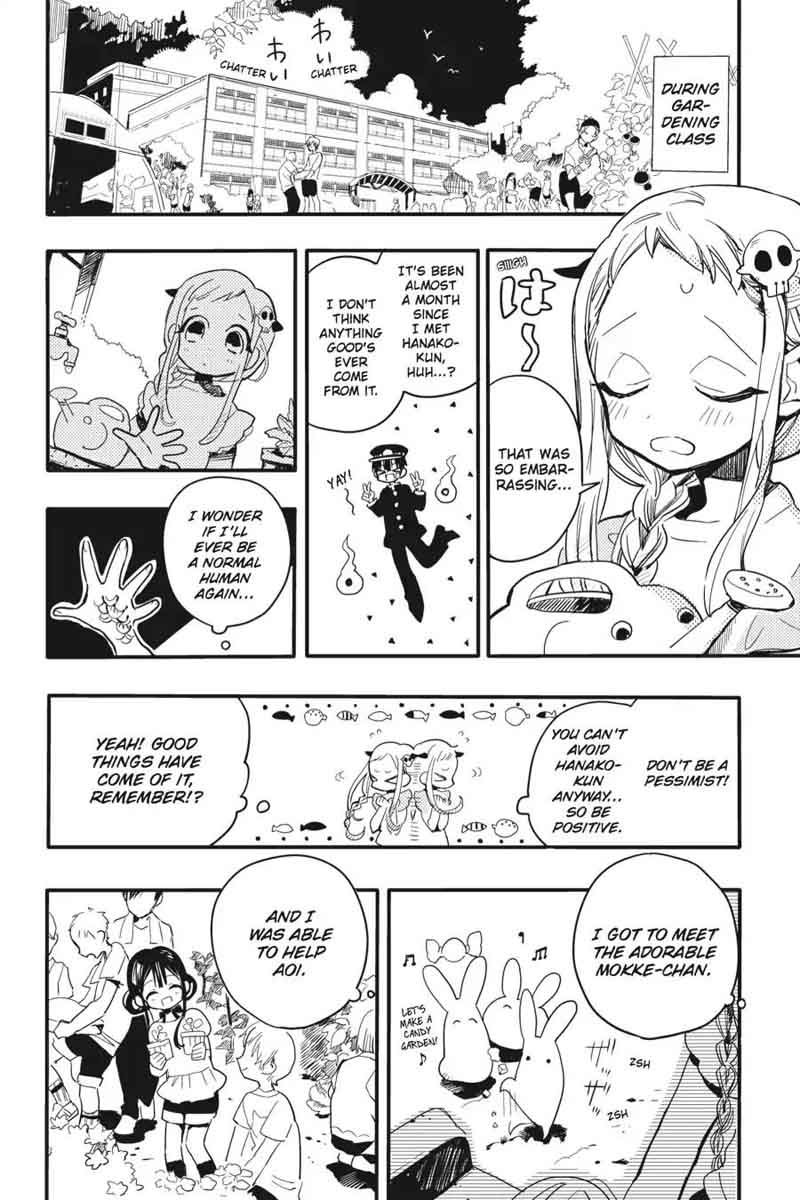 DURING
GAR-
DENING
CLASS
わい
CHATTER
わい
CHATTER
SIIIGH
は～
THAT WAS
SO EMBAR-
RASSING...
IT'S BEEN
ALMOST
A MONTH
SINCE
I MET
HANAKO-
KUN,
HUH...?
I DON'T
THINK
ANYTHING
GOOD'S
EVER
COME
FROM IT.
YAY!
I WONDER
IF I'LL
EVER BE
A NORMAL
HUMAN
AGAIN...
DON'T BE A
PESSIMIST!
YOU CAN'T
AVOID
HANAKO-
KUN
ANYWAY...
SO BE
POSITIVE.
YEAH! GOOD
THINGS HAVE
COME OF IT,
REMEMBER!?
I GOT TO MEET
THE ADORABLE
MOKKE-CHAN.
LET'S
MAKE A
CANDY
GARDEN!
♪
ザッ
ZSH
ザッ
ZSH
AND I
WAS ABLE
TO HELP
AOI.